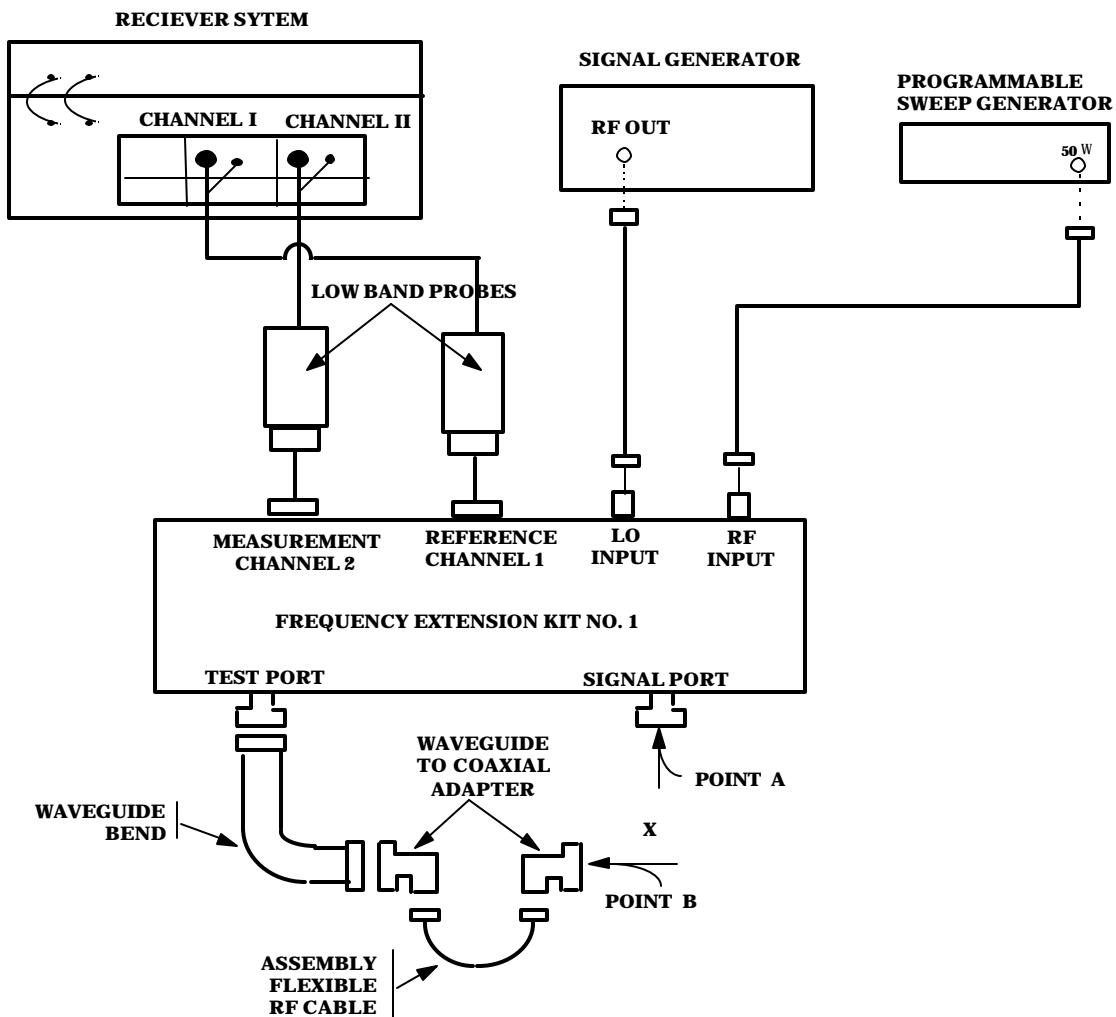 RECIEVER SYTEM
SIGNAL GENERATOR
PROGRAMMABLE
SWEEP GENERATOR
CHANNEL I
CHANNEL II
RF OUT
50 W
LOW BAND PROBES
MEASUREMENT
CHANNEL 2
REFERENCE
CHANNEL 1
LO
INPUT
RF
INPUT
FREQUENCY EXTENSION KIT NO. 1
TEST PORT
SIGNAL PORT
WAVEGUIDE
TO COAXIAL
ADAPTER
POINT A
WAVEGUIDE
BEND
X
POINT B
ASSEMBLY
FLEXIBLE
RF CABLE